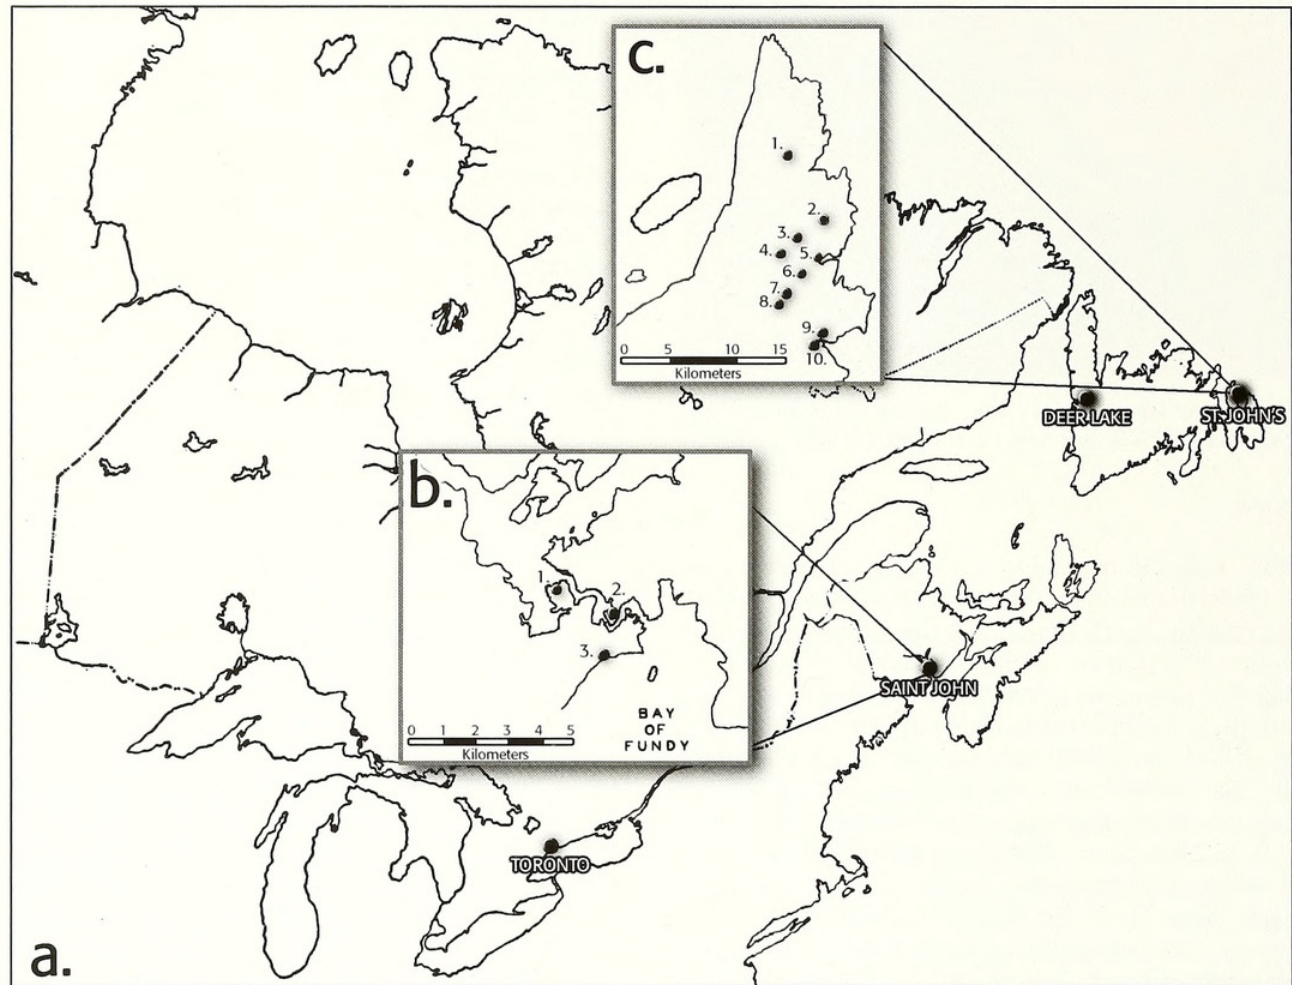 c.
1.
2.
3.
4.
5.
6.
7.
8.
9.
10.
0 5 10 15
Kilometers
DEER LAKE
ST. JOHN'S
b.
1.
2.
3.
BAY
OF
FUNDY
0 1 2 3 4 5
Kilometers
SAINT JOHN
TORONTO
a.